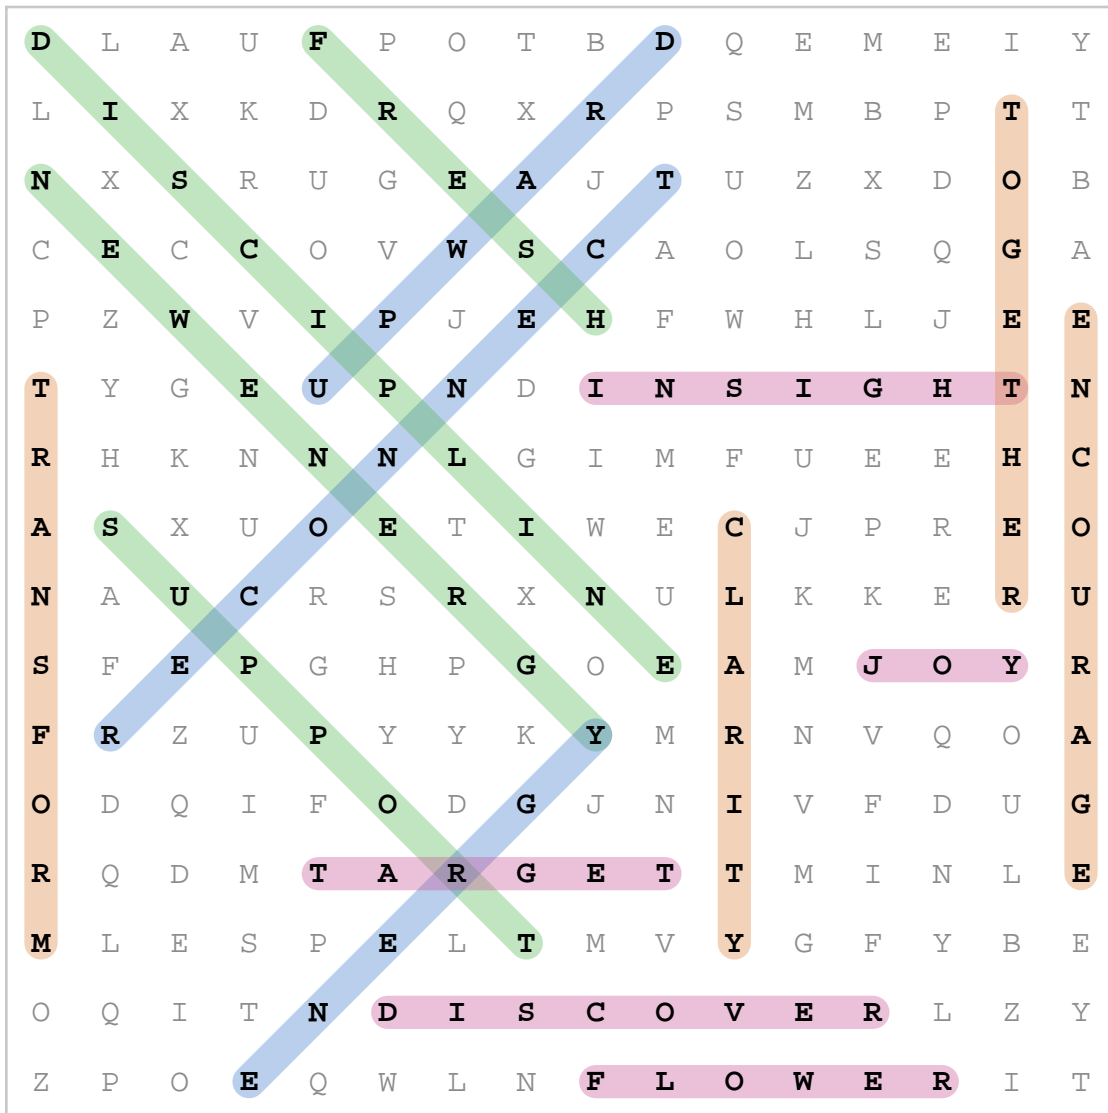 D L A U F P O T B D Q E M E I Y
L I X K D R Q X R P S M B P T T
N X S R U G E A J T U Z X D O B
C E C C O V W S C A O L S Q G A
P Z W V I P J E H F W H L J E E
T Y G E U P N D I N S I G H T N
R H K N N N L G I M F U E E H C
A S X U O E T I W E C J P R E O
N A U C R S R X N U L K K E R U
S F E P G H P G O E A M J O Y R
F R Z U P Y Y K Y M R N V Q O A
O D Q I F O D G J N I V F D U G
R Q D M T A R G E T T M I N L E
M L E S P E L T M V Y G F Y B E
O Q I T N D I S C O V E R L Z Y
Z P O E Q W L N F L O W E R I T